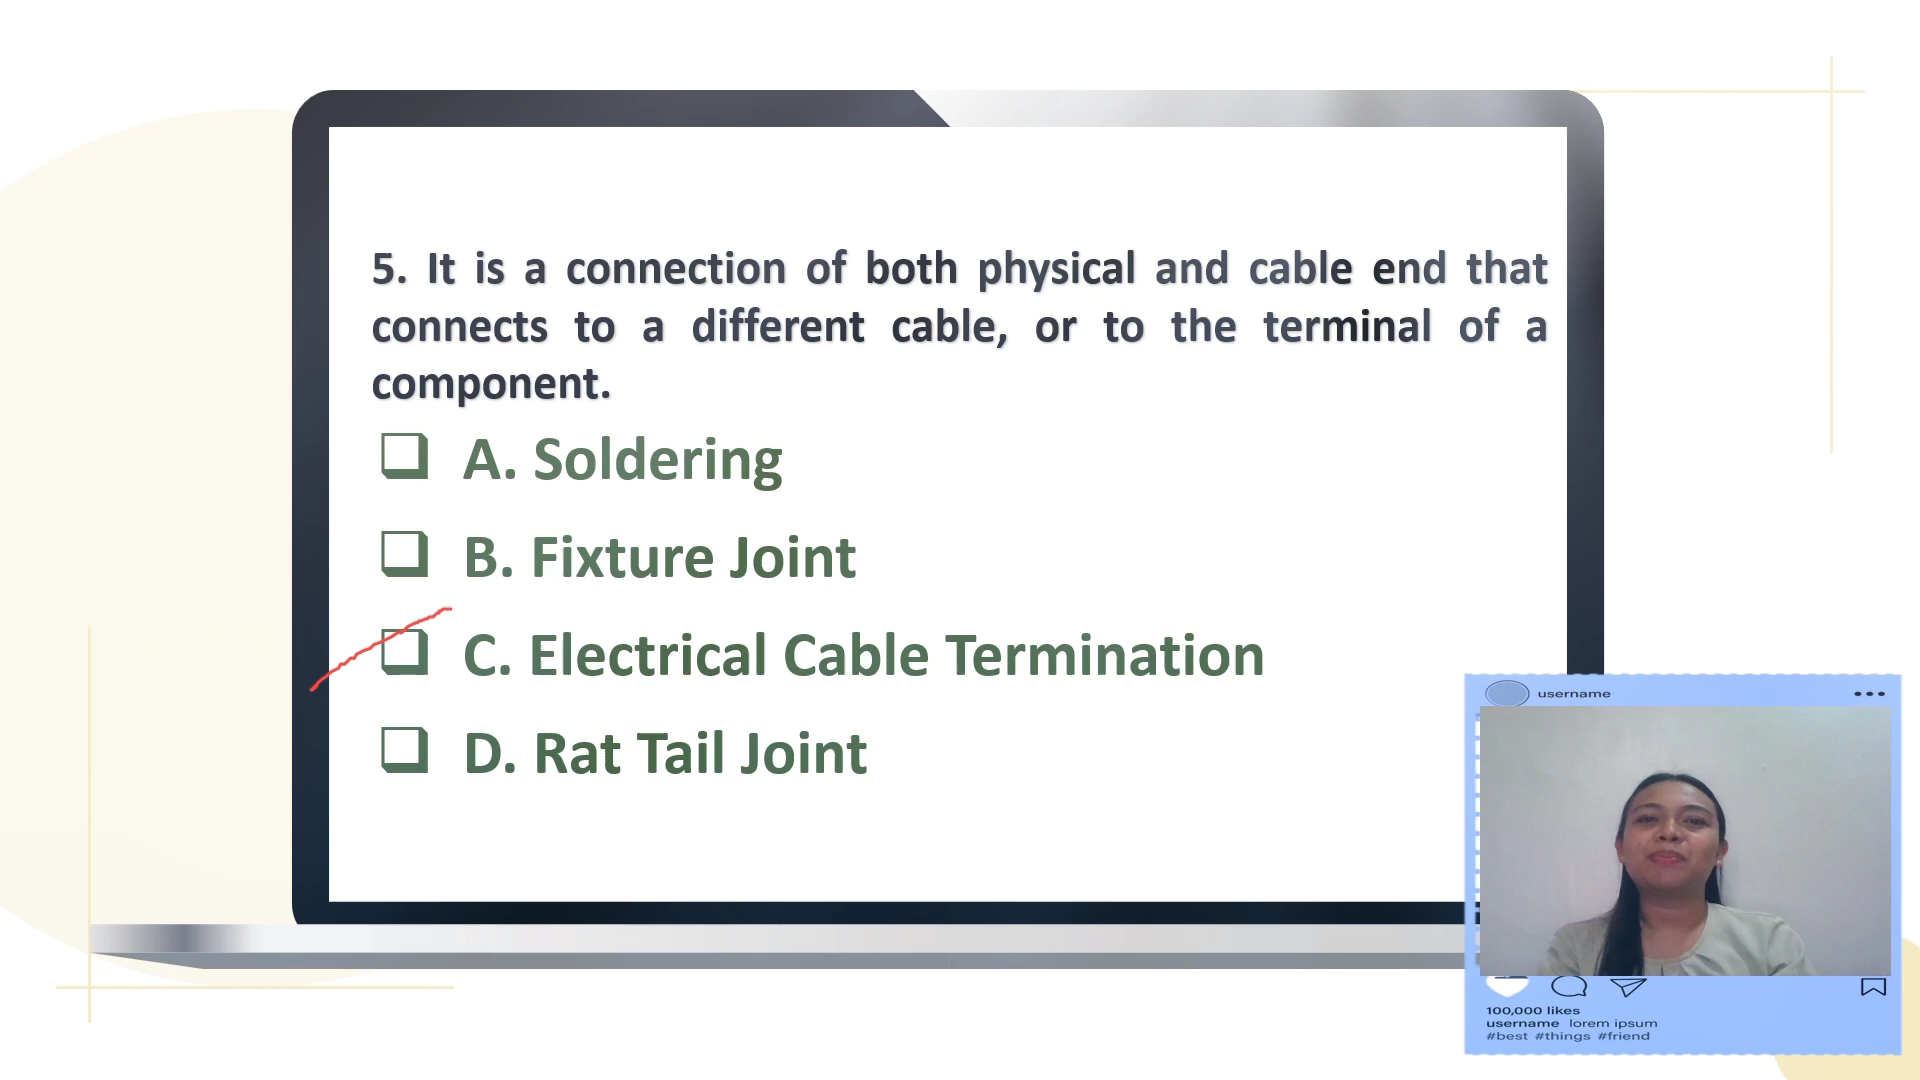 5. It is a connection of both physical and cable end that
connects to a different cable, or to the terminal of a
component.
A. Soldering
B. Fixture Joint
C. Electrical Cable Termination
D. Rat Tail Joint
username
100,000 likes
username lorem ipsum
#best #things #friend